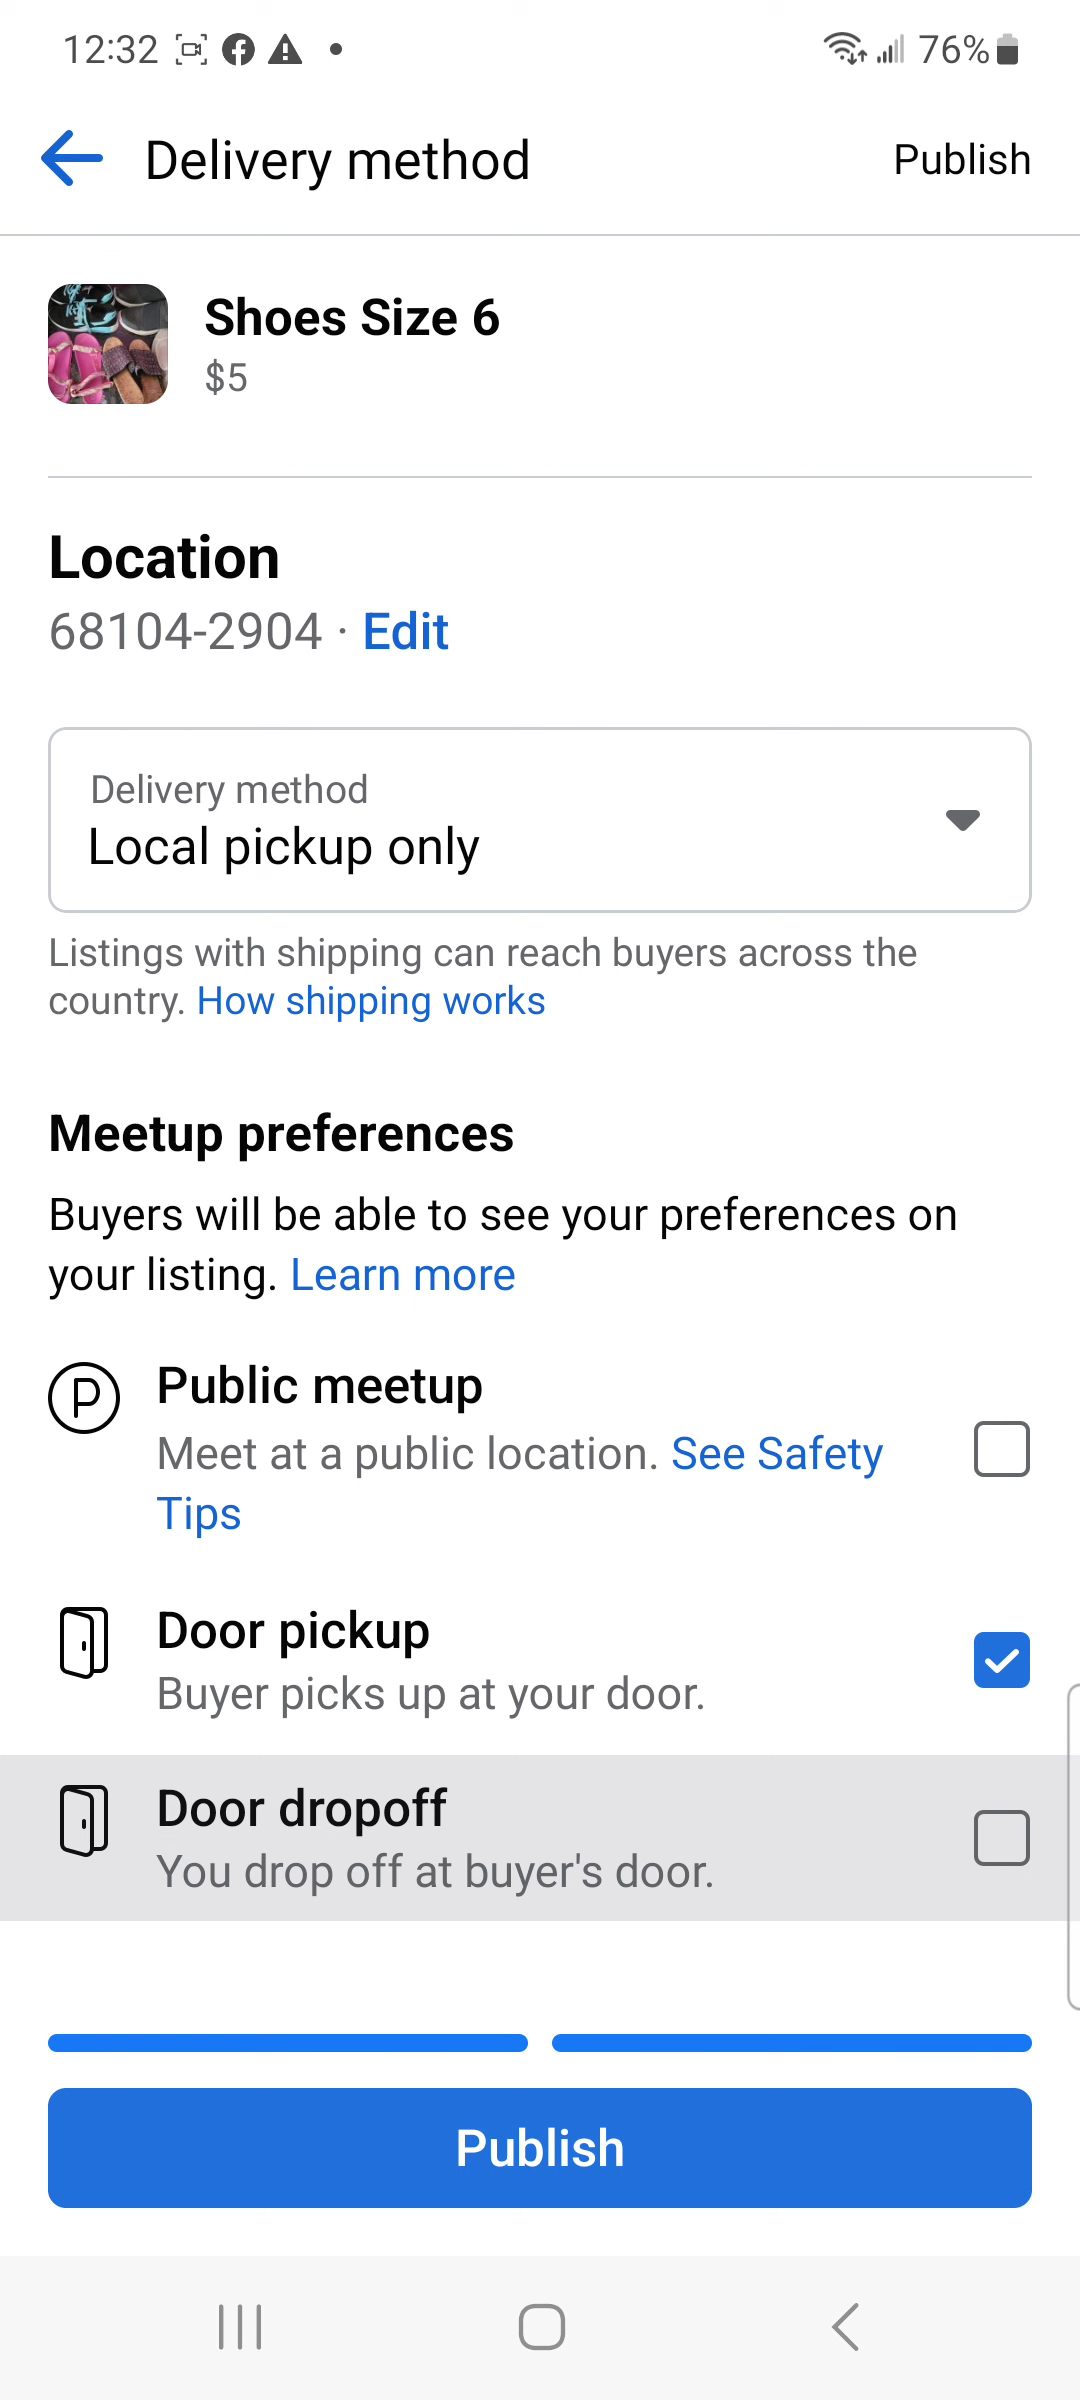 12:32
76%
Delivery method
Publish
Shoes Size 6
$5
Location
68104-2904 · Edit
Delivery method
Local pickup only
Listings with shipping can reach buyers across the
country. How shipping works
Meetup preferences
Buyers will be able to see your preferences on
your listing. Learn more
P
Public meetup
Meet at a public location. See Safety
Tips
Door pickup
Buyer picks up at your door.
Door dropoff
You drop off at buyer's door.
Publish